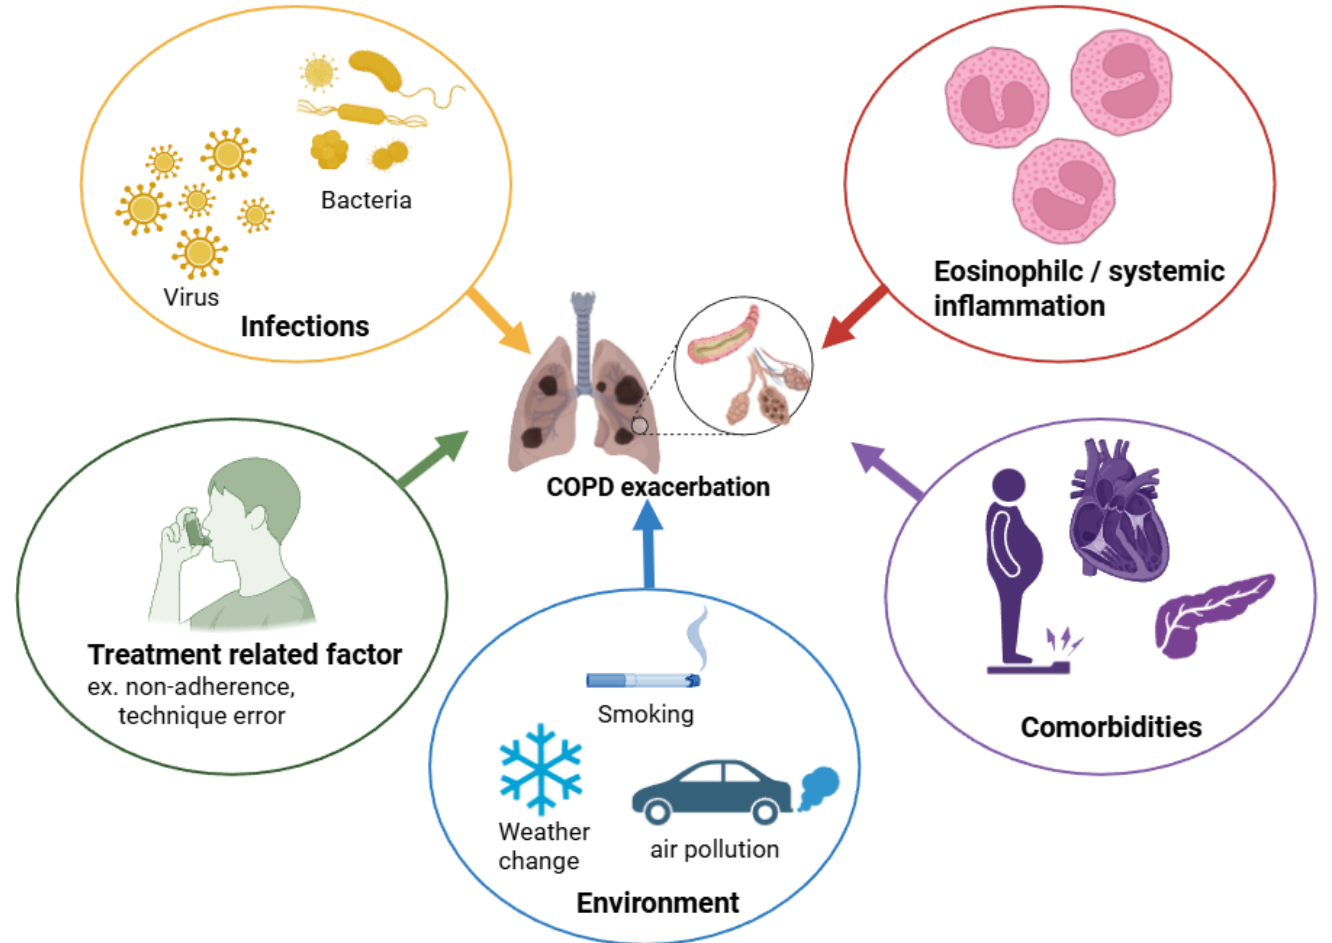 Bacteria
Virus
Infections
Eosinophilc / systemic
inflammation
COPD exacerbation
Treatment related factor
ex. non-adherence,
technique error
Smoking
Weather
change
air pollution
Environment
Comorbidities